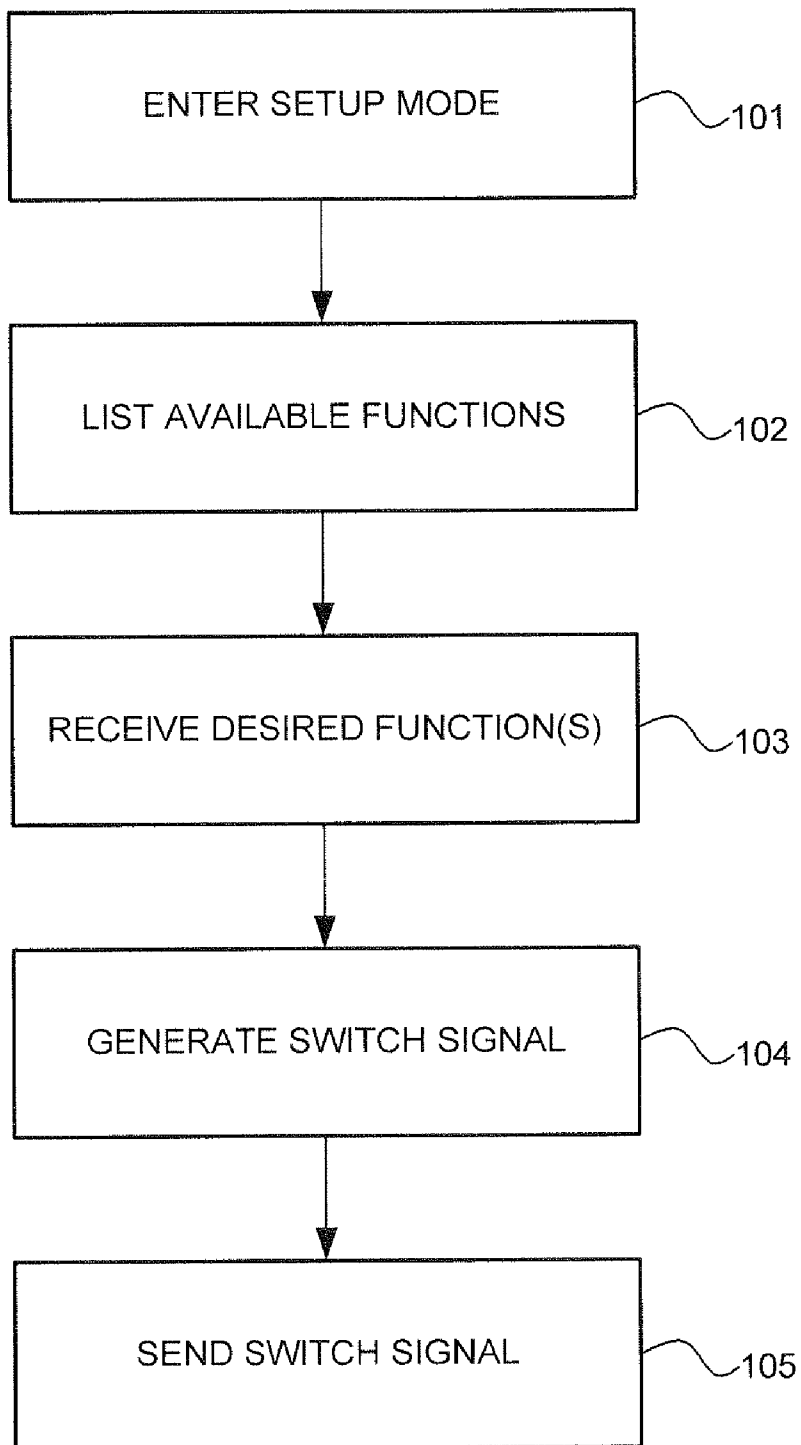 ENTER SETUP MODE
101
LIST AVAILABLE FUNCTIONS
102
RECEIVE DESIRED FUNCTION(S)
103
GENERATE SWITCH SIGNAL
104
SEND SWITCH SIGNAL
105